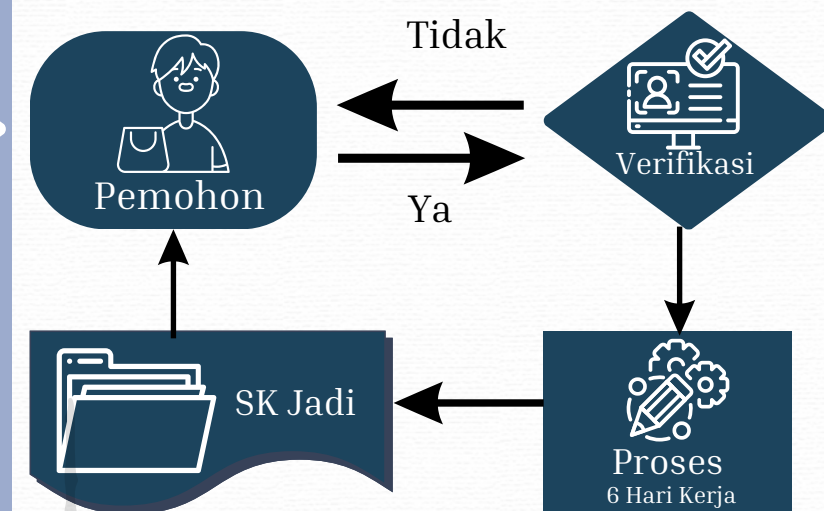 Tidak
Pemohon
Verifikasi
Ya
SK Jadi
Proses
6 Hari Kerja